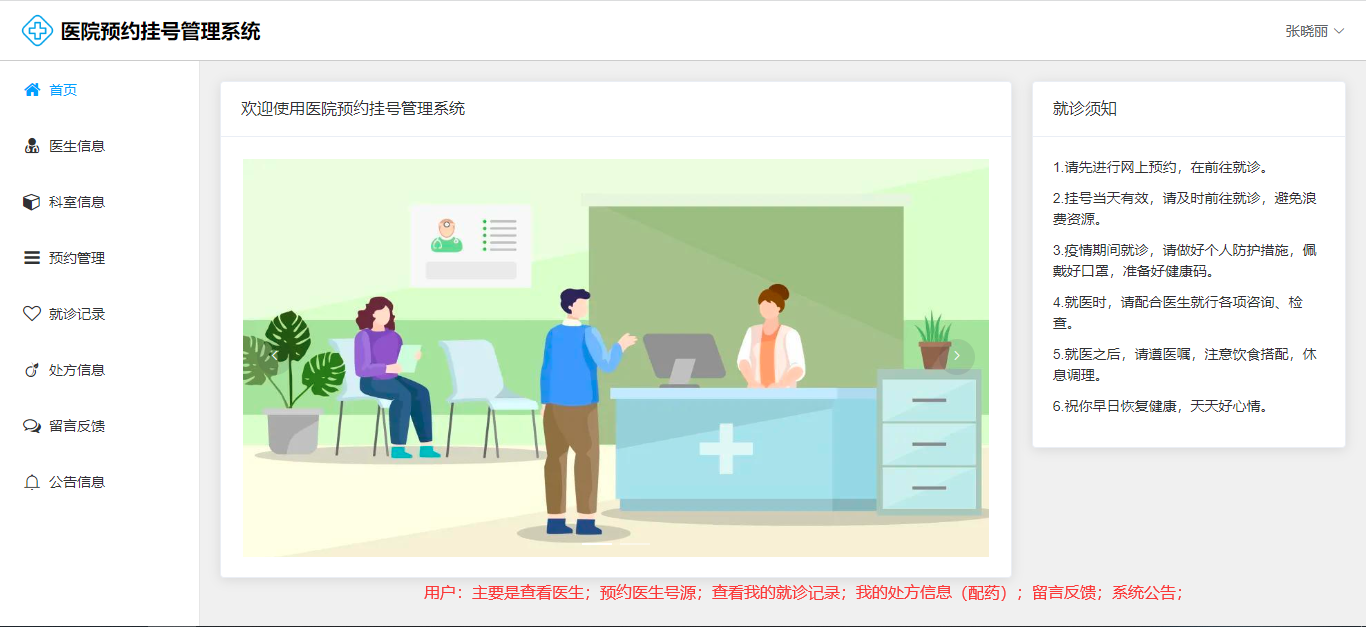 医院预约挂号管理系统
张晓丽
首页
医生信息
科室信息
预约管理
就诊记录
处方信息
留言反馈
公告信息
欢迎使用医院预约挂号管理系统
就诊须知
1.请先进行网上预约，在前往就诊。
2.挂号当天有效，请及时前往就诊，避免浪
费资源。
3.疫情期间就诊，请做好个人防护措施，佩
戴好口罩，准备好健康码。
4.就医时，请配合医生就行各项咨询、检
查。
5.就医之后，请遵医嘱，注意饮食搭配，休
息调理。
6.祝你早日恢复健康，天天好心情。
用户：主要是查看医生；预约医生号源；查看我的就诊记录；我的处方信息（配药）；留言反馈；系统公告；